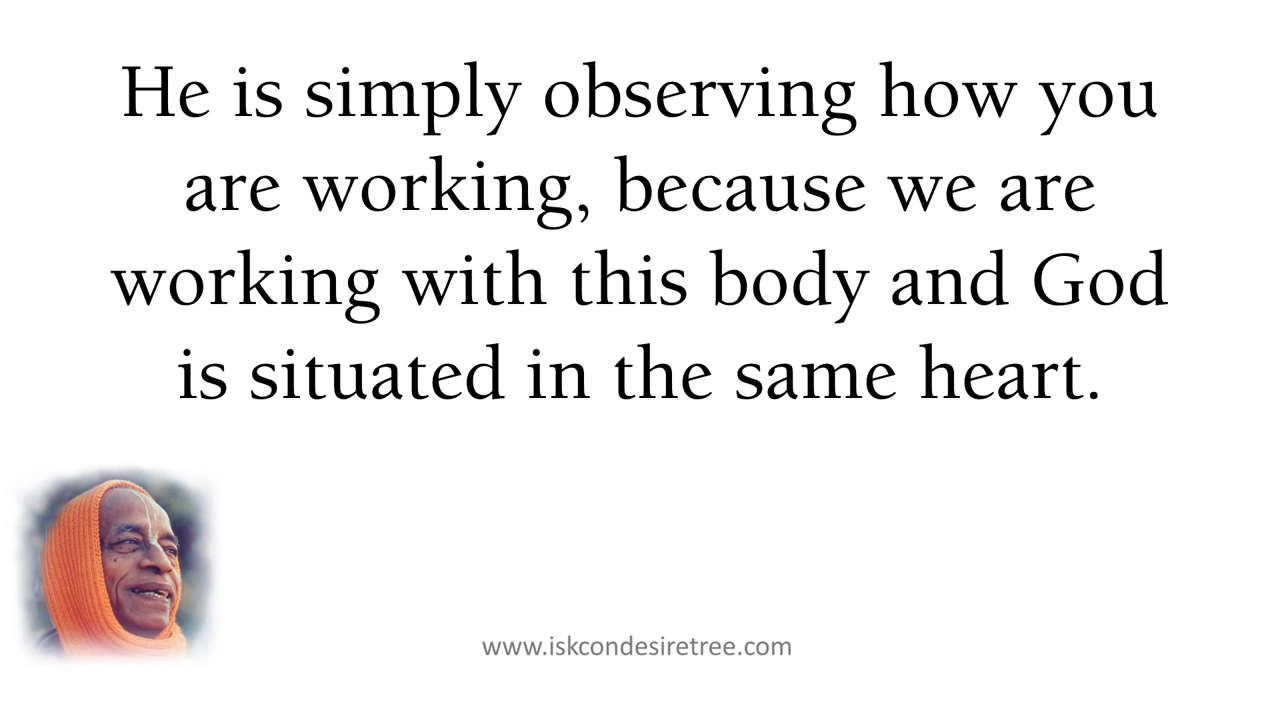 He is simply observing how you
are working, because we are
working with this body and God
is situated in the same heart.
www.iskcondesiretree.com